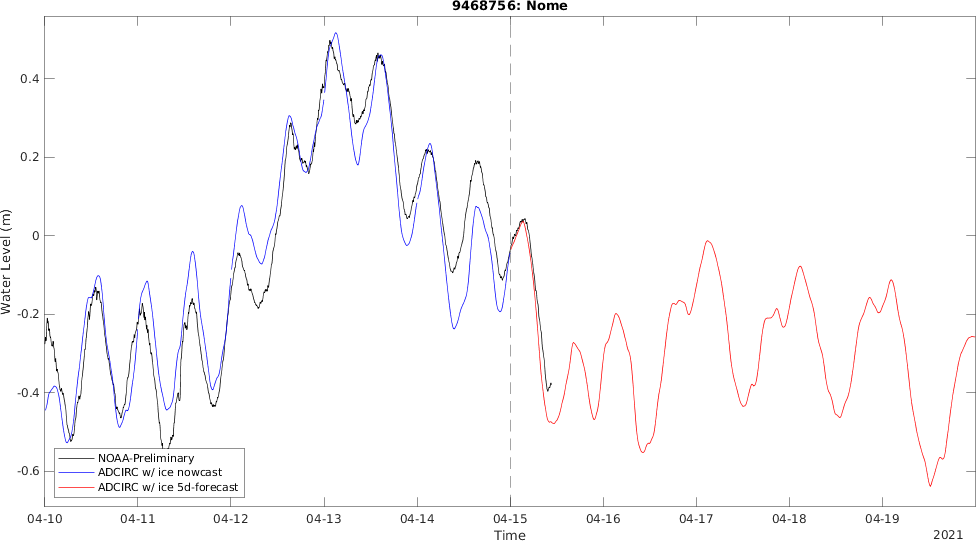 9468756: Nome
Water Level (m)
0.4
0.2
0
-0.2
-0.4
-0.6
NOAA-Preliminary
ADCIRC w/ ice nowcast
ADCIRC w/ ice 5d-forecast
04-10 04-11 04-12 04-13 04-14 04-15 04-16 04-17 04-18 04-19
Time
2021